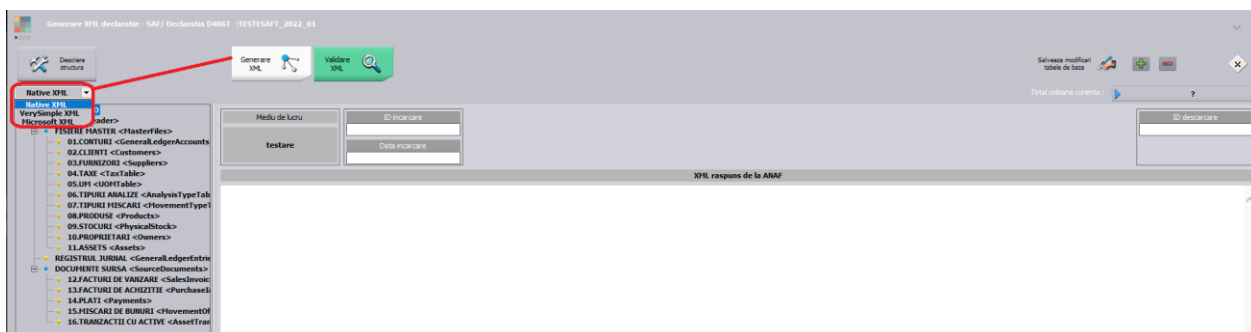 Generare XML declaratie - SAF/ Declaratia D406T :TESTESAFT_2022_01
Descriere
structura
Generare
XML
Validare
XML
Salveaza modificari
tabele de baza
Native XML
Total coloana curenta :
?
Native XML
VerySimple XML
Microsoft XML
FISIERE MASTER <MasterFiles>
01.CONTURI <GeneralLedgerAccounts
02.CLIENTI <Customers>
03.FURNIZORI <Suppliers>
04.TAXE <TaxTable>
05.UM <UOMTable>
06.TIPURI ANALIZE <AnalysisTypeTab
07.TIPURI MISCARI <MovementTypeT
08.PRODUSE <Products>
09.STOCURI <PhysicalStock>
10.PROPRIETARI <Owners>
11.ASSETS <Assets>
REGISTRUL JURNAL <GeneralLedgerEntrie
DOCUMENTE SURSA <SourceDocuments>
12.FACTURI DE VANZARE <SalesInvoic
13.FACTURI DE ACHIZITIE <PurchaseI
14.PLATI <Payments>
15.MISCARI DE BUNURI <MovementOf
16.TRANZACTII CU ACTIVE <AssetTran
Mediu de lucru
testare
ID incarcare
Data incarcare
ID descarcare
XML raspuns de la ANAF